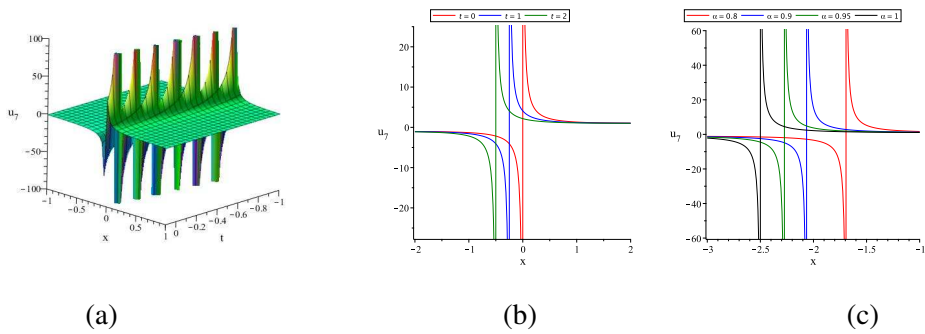 t = 0 t = 1 t = 2
α = 0.8 α = 0.9 α = 0.95 α = 1
100
50
u7 0
−50
−100
−1 −0.5 0 0.5 1
x
0 −0.2 −0.4 −0.6 −0.8 −1
t
20
10
u7 0
−10
−20
−2 −1 0 1 2
x
60
40
20
u7 0
−20
−40
−60
−3 −2.5 −2 −1.5 −1
x
(a) (b) (c)